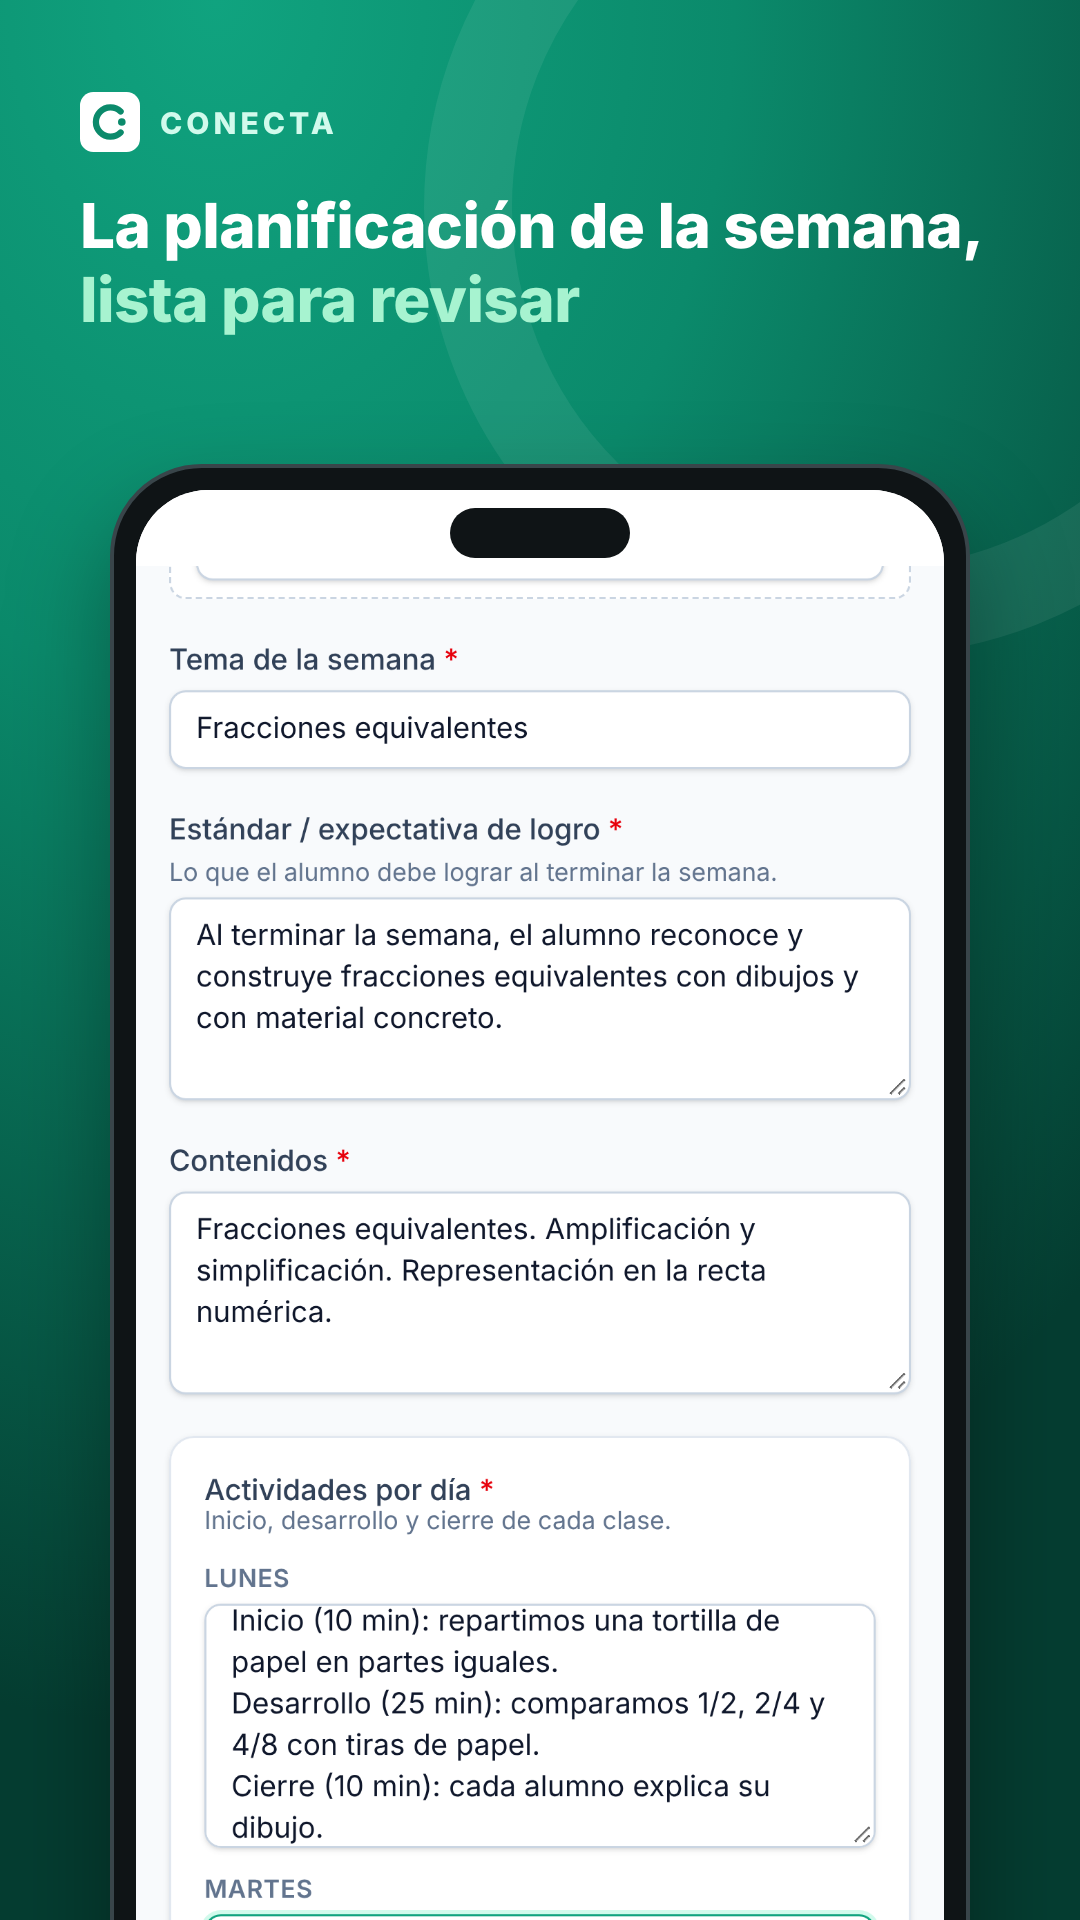 CONECTA
La planificación de la semana,
lista para revisar
Tema de la semana *
Fracciones equivalentes
Estándar / expectativa de logro *
Lo que el alumno debe lograr al terminar la semana.
Al terminar la semana, el alumno reconoce y
construye fracciones equivalentes con dibujos y
con material concreto.
Contenidos *
Fracciones equivalentes. Amplificación y
simplificación. Representación en la recta
numérica.
Actividades por día *
Inicio, desarrollo y cierre de cada clase.
LUNES
Inicio (10 min): repartimos una tortilla de
papel en partes iguales.
Desarrollo (25 min): comparamos 1/2, 2/4 y
4/8 con tiras de papel.
Cierre (10 min): cada alumno explica su
dibujo.
MARTES